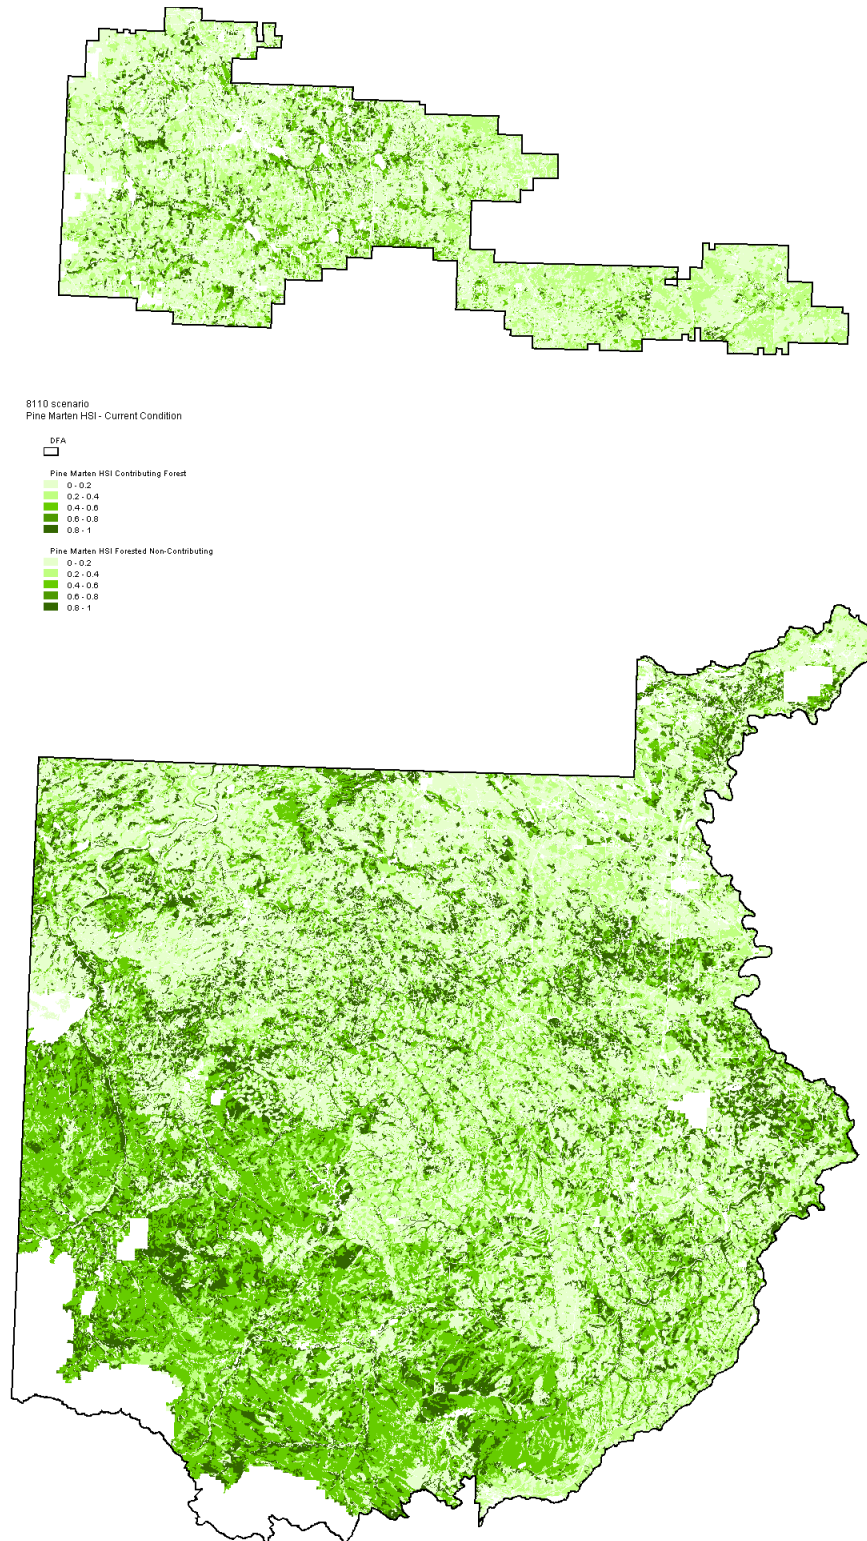 8110 scenario
Pine Marten HSI - Current Condition
DFA
Pine Marten HSI Contributing Forest
0 - 0.2
0.2 - 0.4
0.4 - 0.6
0.6 - 0.8
0.8 - 1
Pine Marten HSI Forested Non-Contributing
0 - 0.2
0.2 - 0.4
0.4 - 0.6
0.6 - 0.8
0.8 - 1